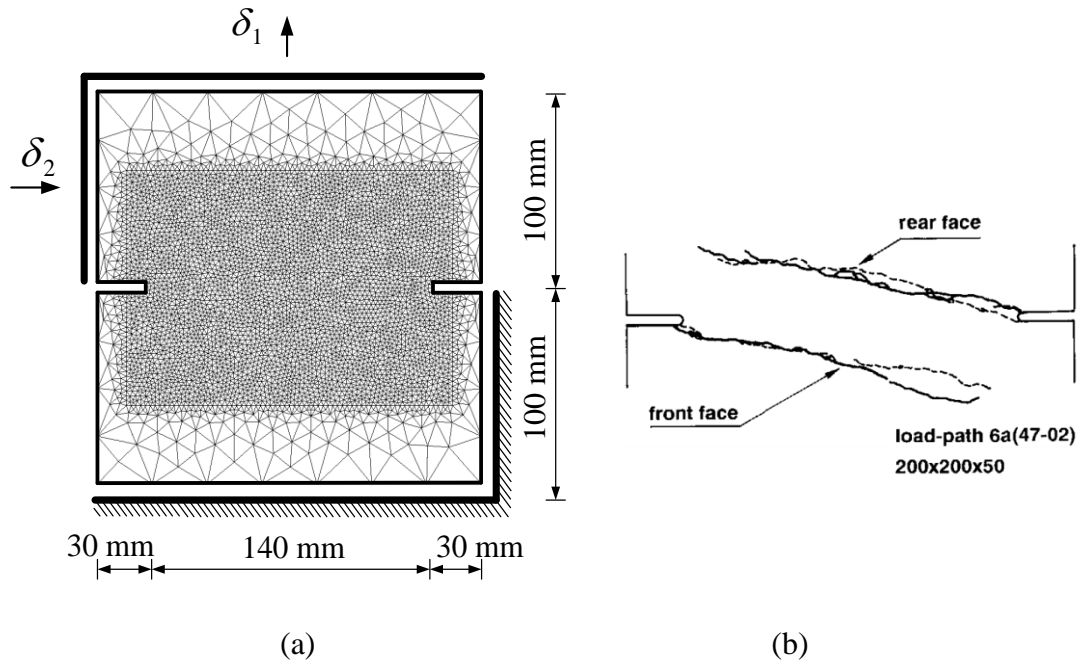 δ₁
δ₂
100 mm
100 mm
30 mm
140 mm
30 mm
(a)
rear face
front face
load-path 6a(47-02)
200x200x50
(b)